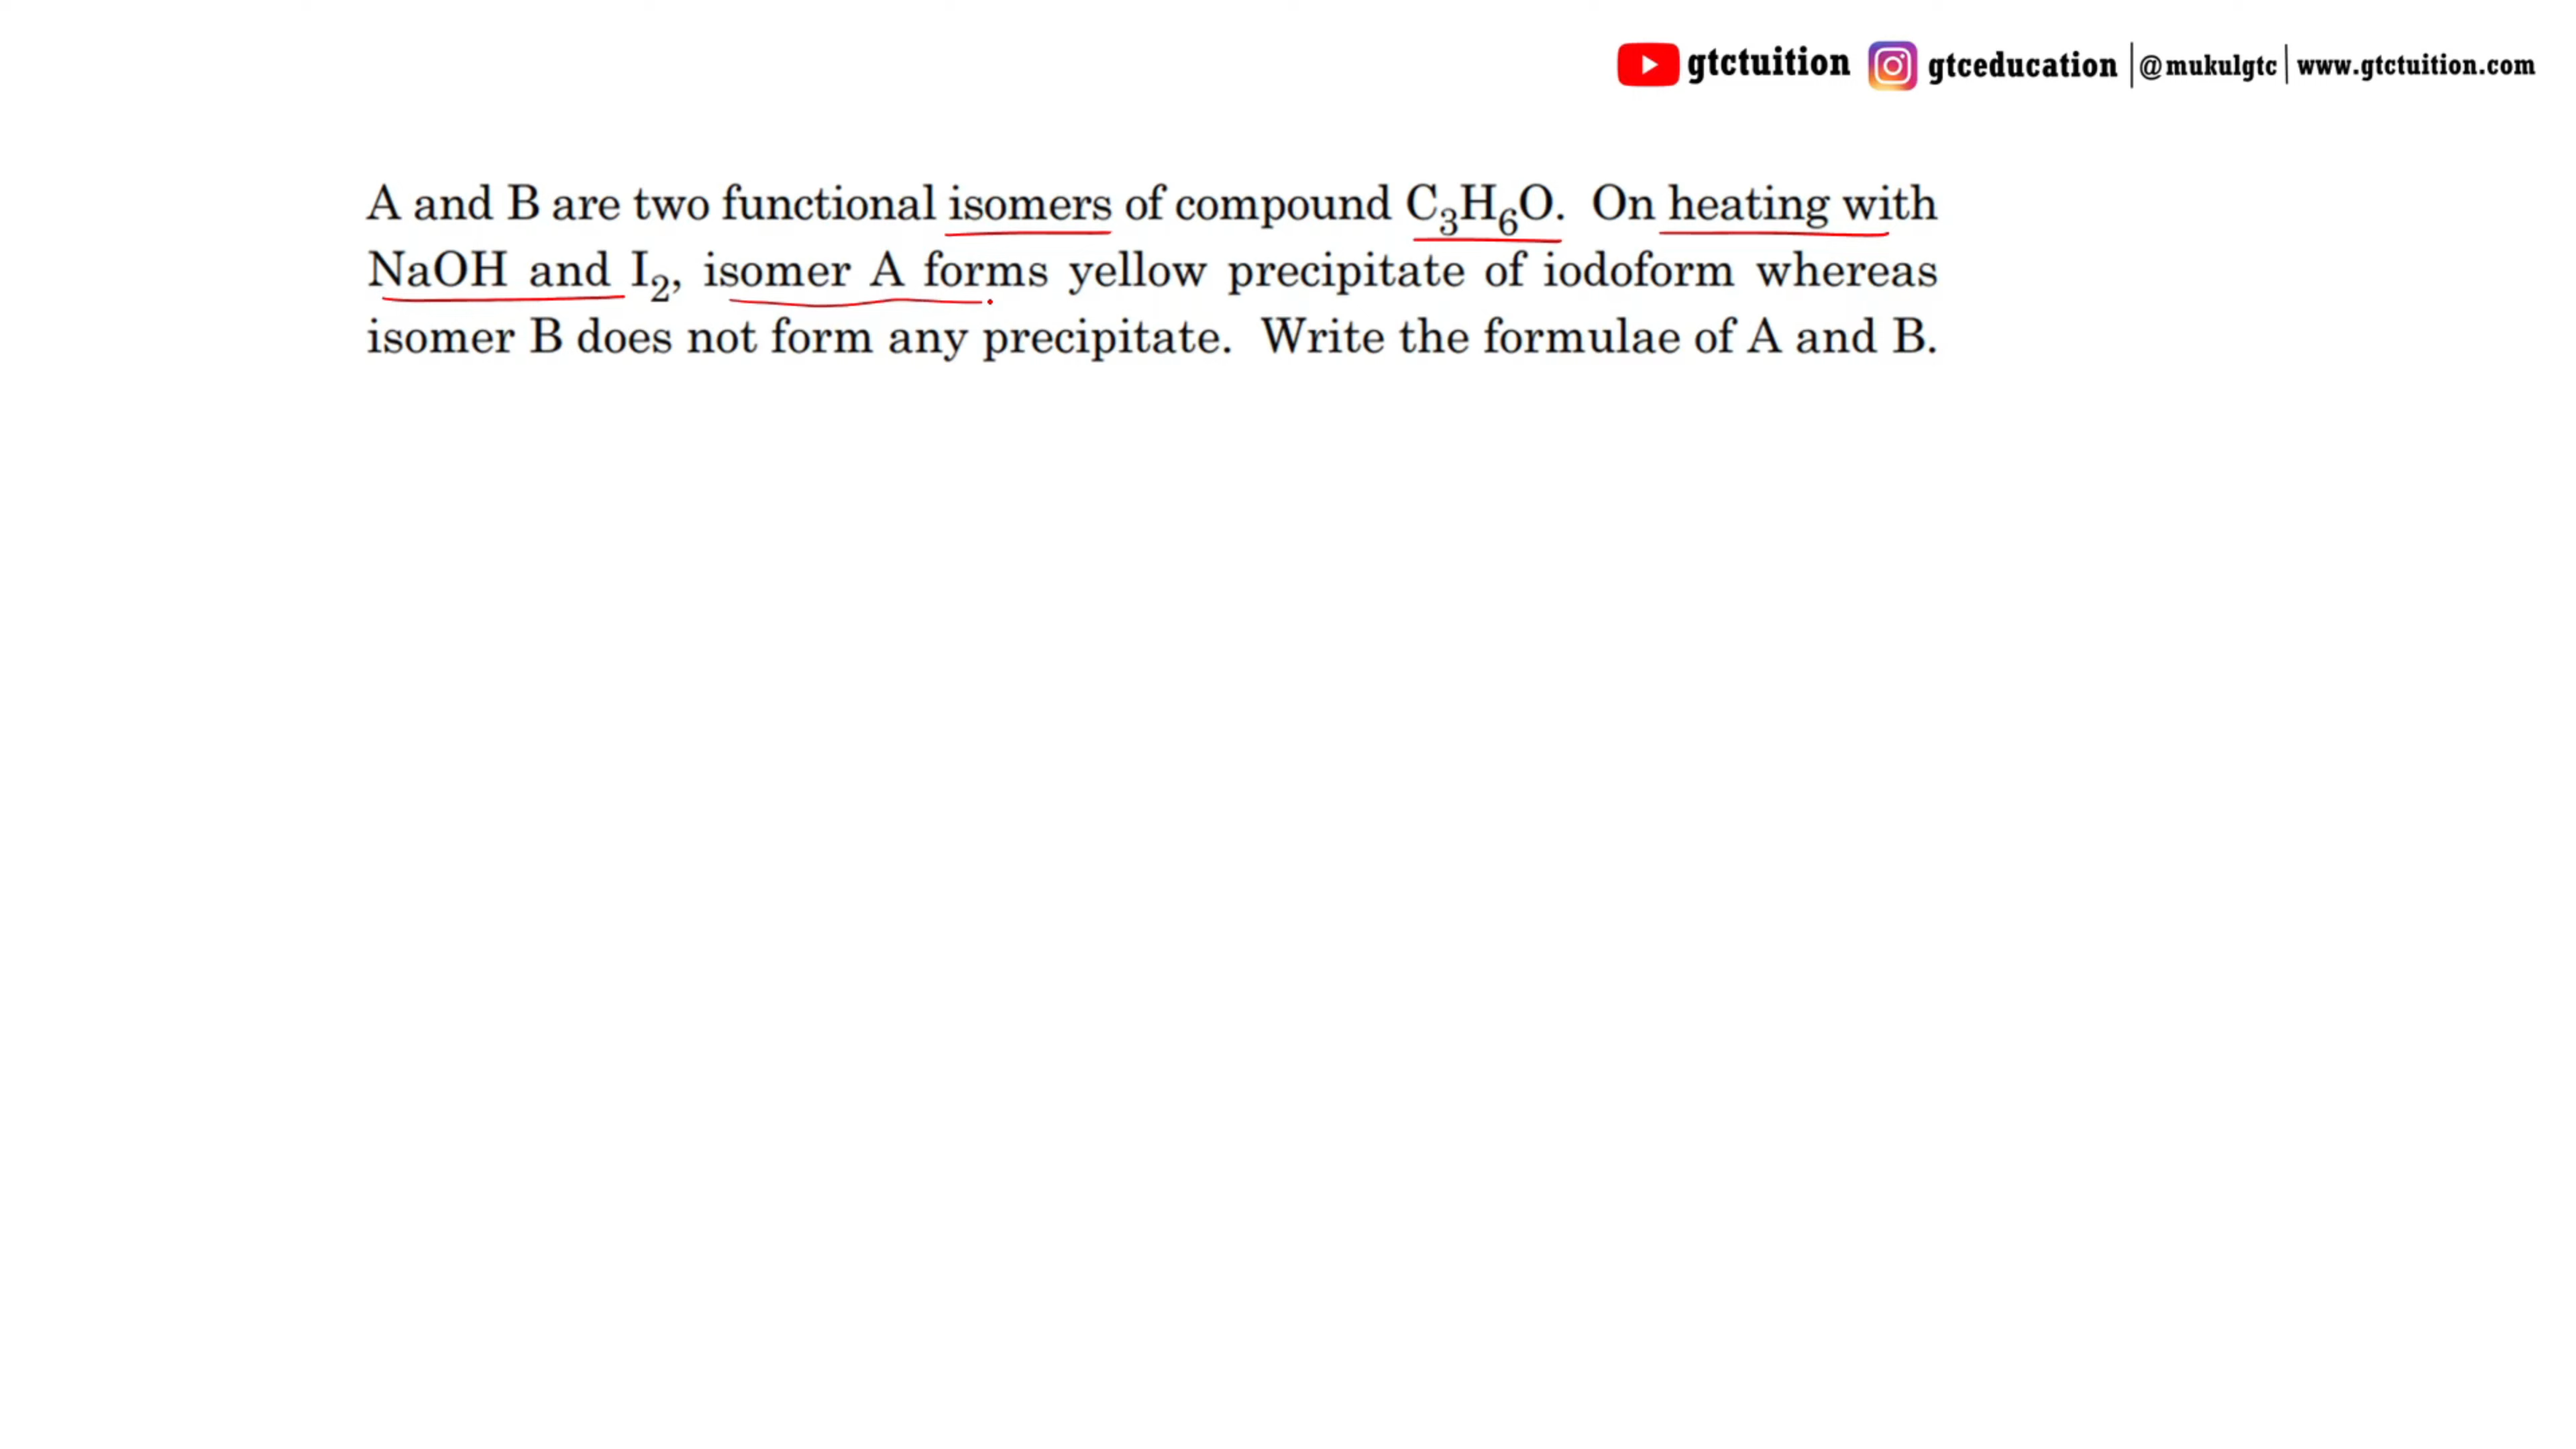 gtctuition gtceducation | @mukulgtc | www.gtctuition.com
A and B are two functional isomers of compound C₃H₆O. On heating with
NaOH and I₂, isomer A forms yellow precipitate of iodoform whereas
isomer B does not form any precipitate. Write the formulae of A and B.